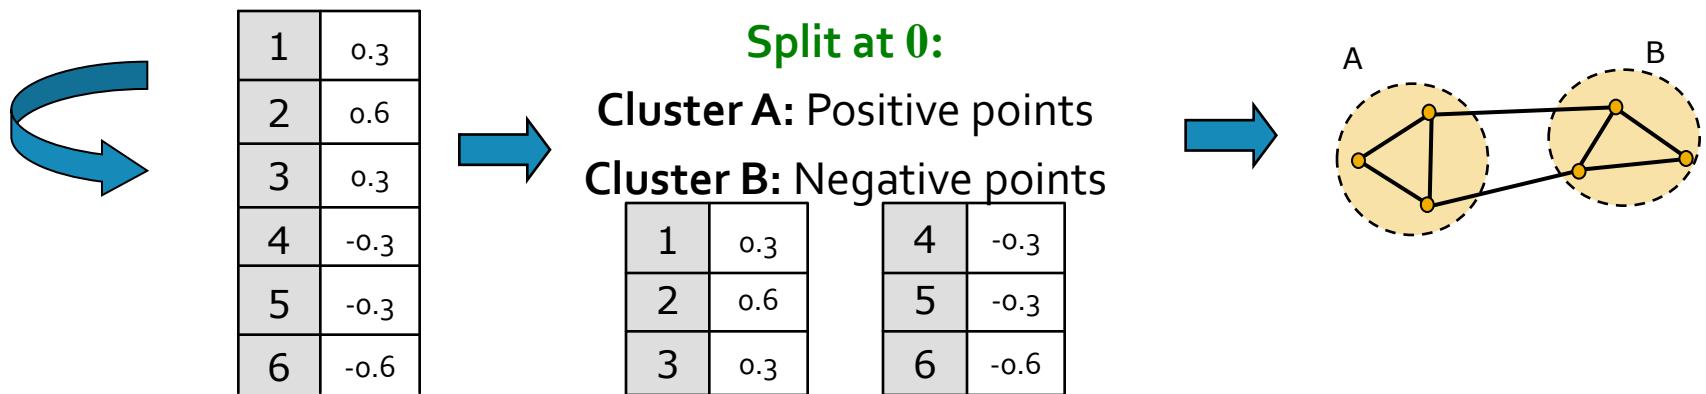 1 0.3
2 0.6
3 0.3
4 -0.3
5 -0.3
6 -0.6
Split at 0:
Cluster A: Positive points
Cluster B: Negative points
1 0.3
2 0.6
3 0.3
4 -0.3
5 -0.3
6 -0.6
A
B